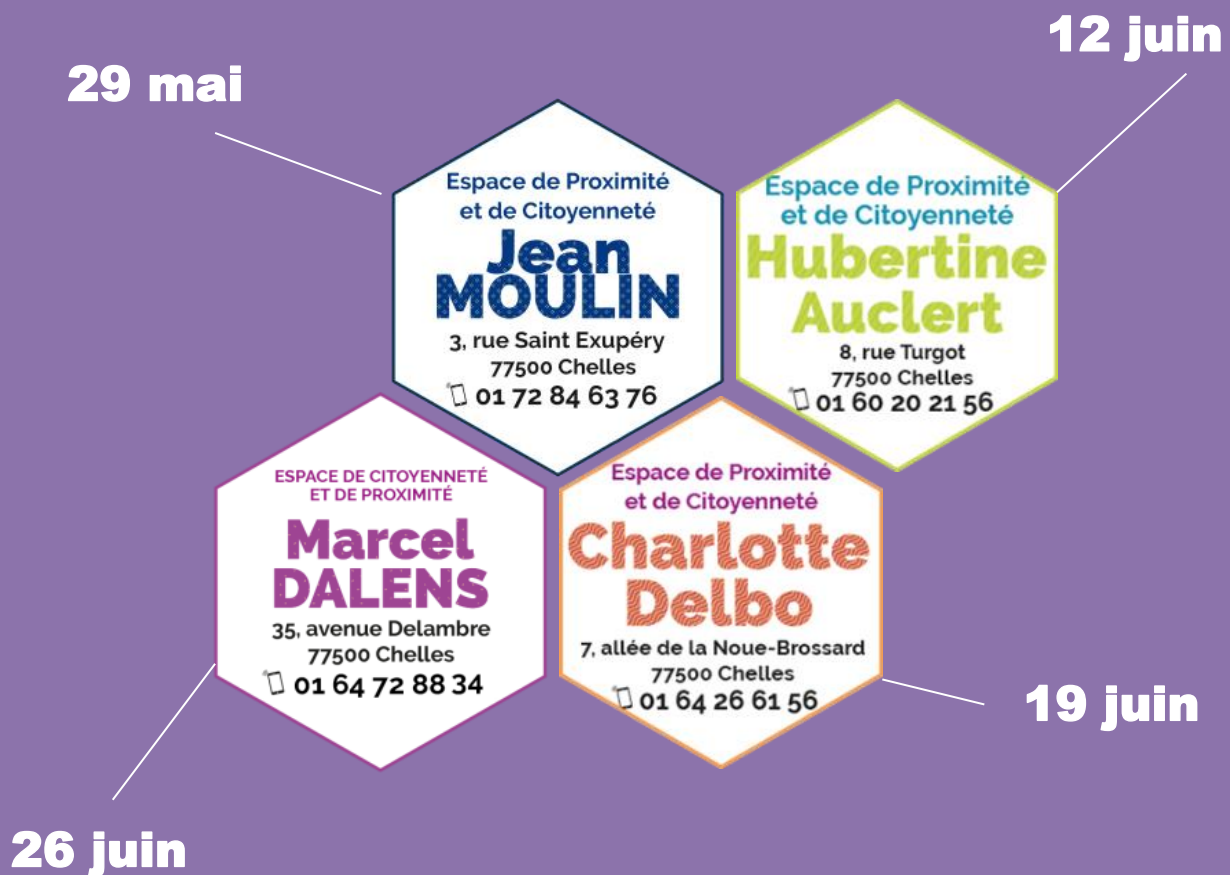 12 juin
29 mai
Espace de Proximité
et de Citoyenneté
Jean
MOULIN
3, rue Saint Exupéry
77500 Chelles
01 72 84 63 76
Espace de Proximité
et de Citoyenneté
Hubertine
Auclert
8, rue Turgot
77500 Chelles
01 60 20 21 56
ESPACE DE CITOYENNETÉ
ET DE PROXIMITÉ
Marcel
DALENS
35, avenue Delambre
77500 Chelles
01 64 72 88 34
Espace de Proximité
et de Citoyenneté
Charlotte
Delbo
7, allée de la Noue-Brossard
77500 Chelles
01 64 26 61 56
19 juin
26 juin